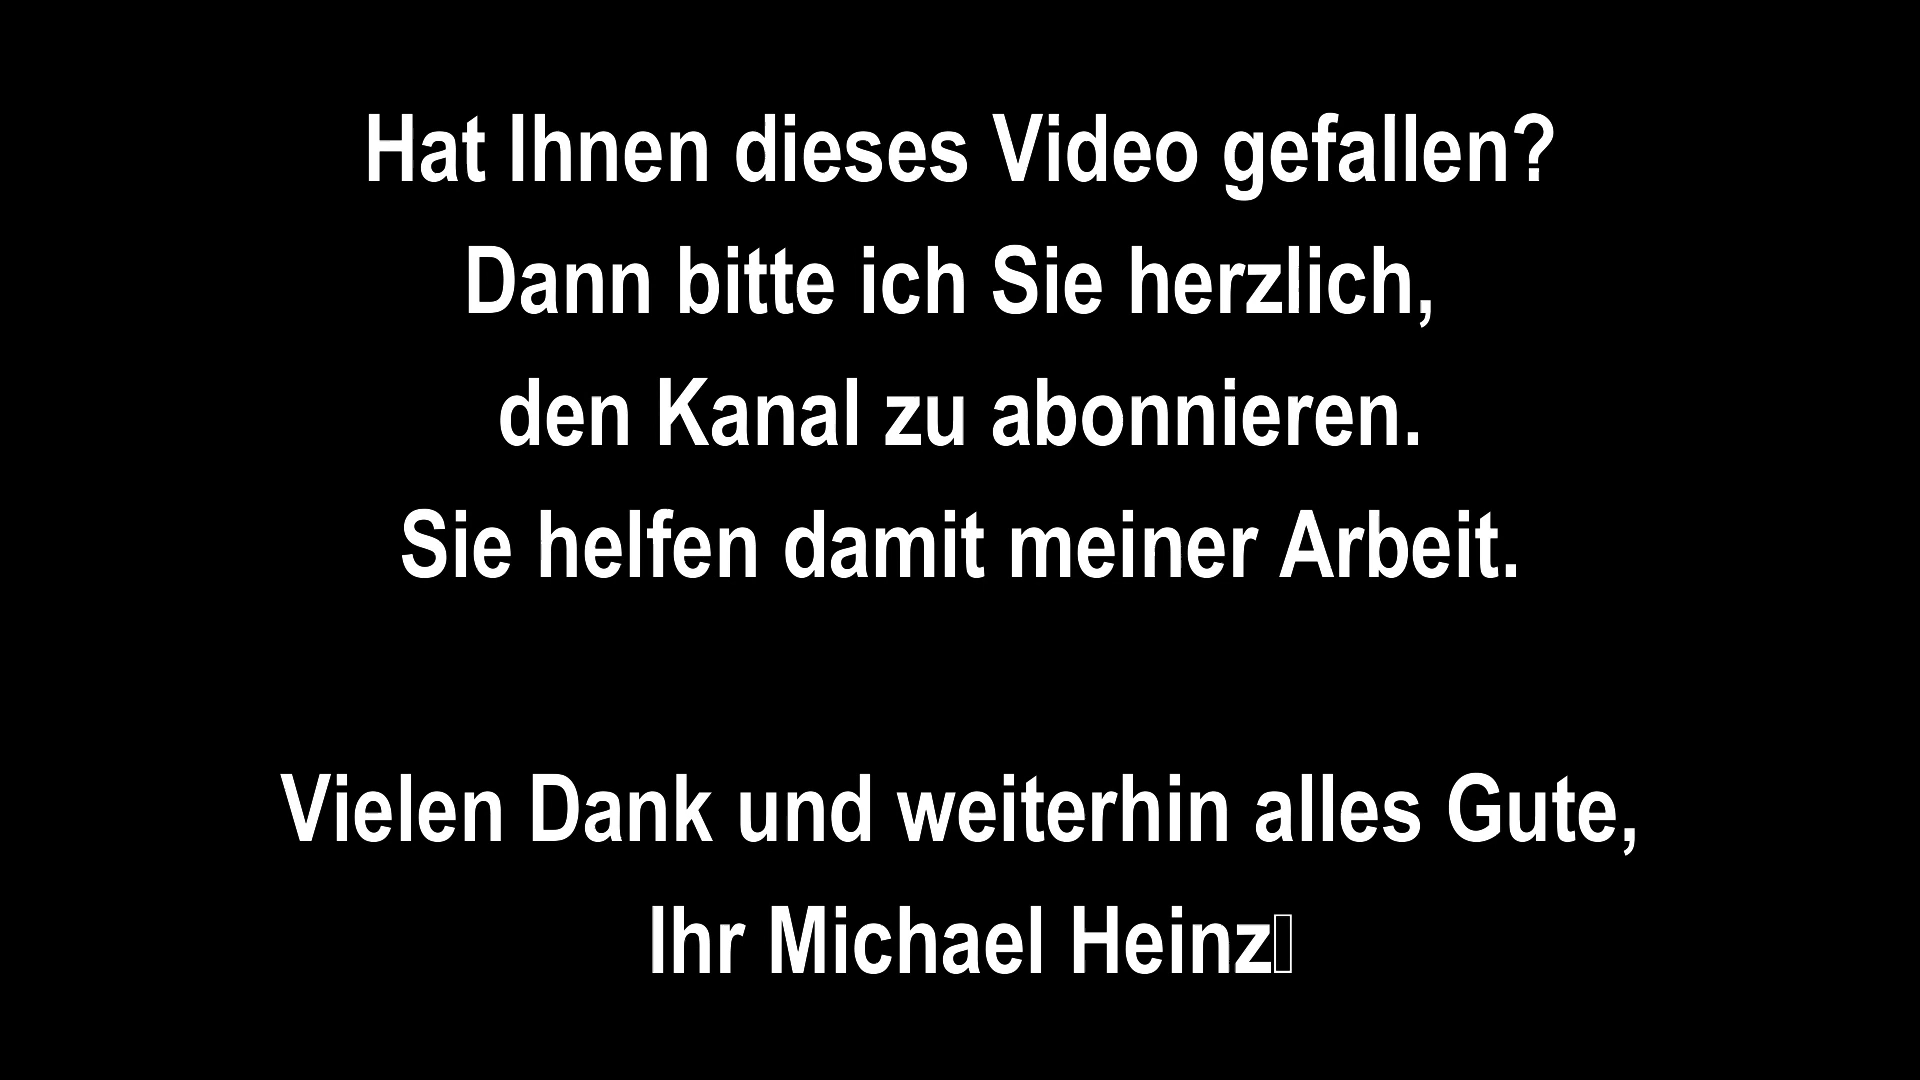 Hat Ihnen dieses Video gefallen?
Dann bitte ich Sie herzlich,
den Kanal zu abonnieren.
Sie helfen damit meiner Arbeit.
Vielen Dank und weiterhin alles Gute,
Ihr Michael Heinz